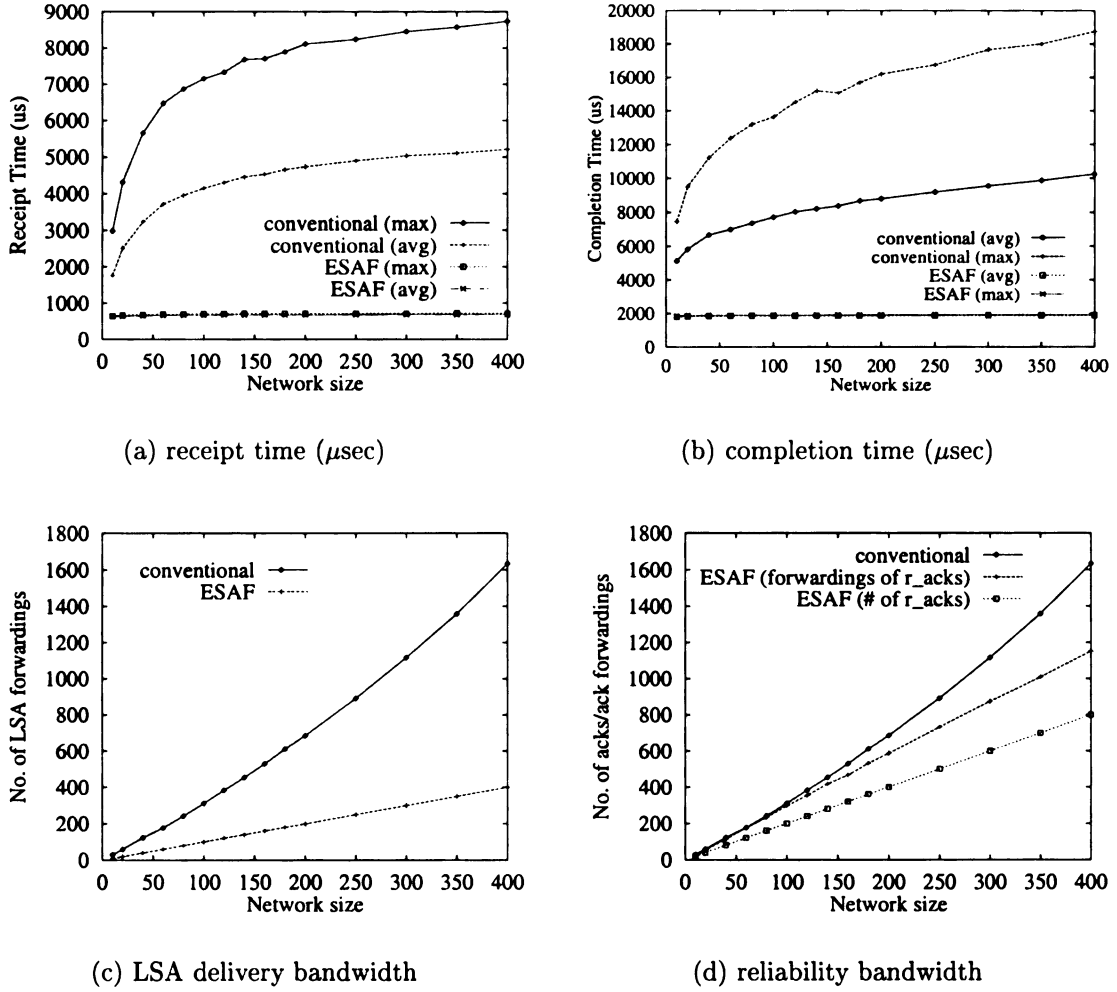 9000
8000
7000
6000
5000
4000
3000
2000
1000
0
Receipt Time (us)
conventional (max)
conventional (avg)
ESAF (max)
ESAF (avg)
0 50 100 150 200 250 300 350 400
Network size
(a) receipt time (μsec)
20000
18000
16000
14000
12000
10000
8000
6000
4000
2000
0
Completion Time (us)
conventional (avg)
conventional (max)
ESAF (avg)
ESAF (max)
0 50 100 150 200 250 300 350 400
Network size
(b) completion time (μsec)
1800
1600
1400
1200
1000
800
600
400
200
0
No. of LSA forwardings
conventional
ESAF
0 50 100 150 200 250 300 350 400
Network size
(c) LSA delivery bandwidth
1800
1600
1400
1200
1000
800
600
400
200
0
No. of acks/ack forwardings
conventional
ESAF (forwardings of r_acks)
ESAF (# of r_acks)
0 50 100 150 200 250 300 350 400
Network size
(d) reliability bandwidth